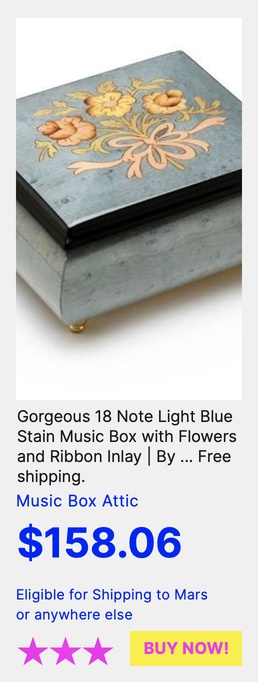 Gorgeous 18 Note Light Blue
Stain Music Box with Flowers
and Ribbon Inlay | By ... Free
shipping.
Music Box Attic
$158.06
Eligible for Shipping to Mars
or anywhere else
BUY NOW!